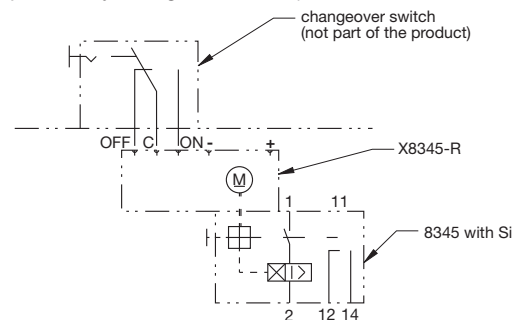 changeover switch
(not part of the product)
OFF C ON - +
X8345-R
M
1 11
8345 with Si
I>
2 12 14